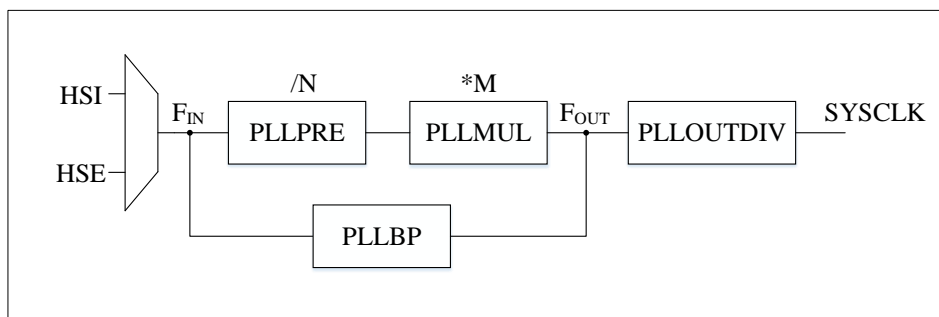 /N
*M
HSI
F_IN
PLLPRE
PLLMUL
F_OUT
PLLOUTDIV
SYSCLK
HSE
PLLBP